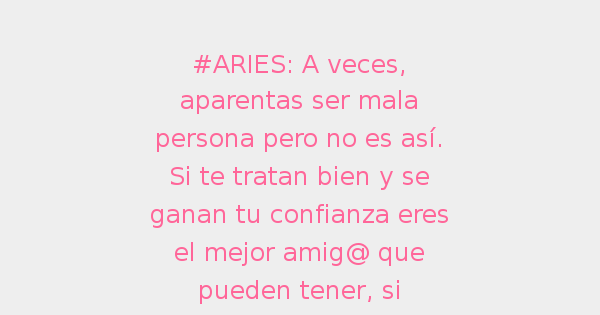 #ARIES: A veces,
aparentas ser mala
persona pero no es así.
Si te tratan bien y se
ganan tu confianza eres
el mejor amig@ que
pueden tener, si